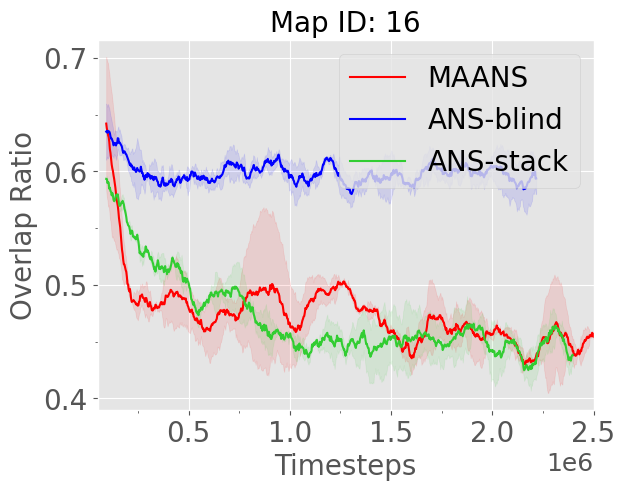 Map ID: 16
MAANS
ANS-blind
ANS-stack
Overlap Ratio
0.7
0.6
0.5
0.4
0.5
1.0
1.5
2.0
2.5
Timesteps
1e6